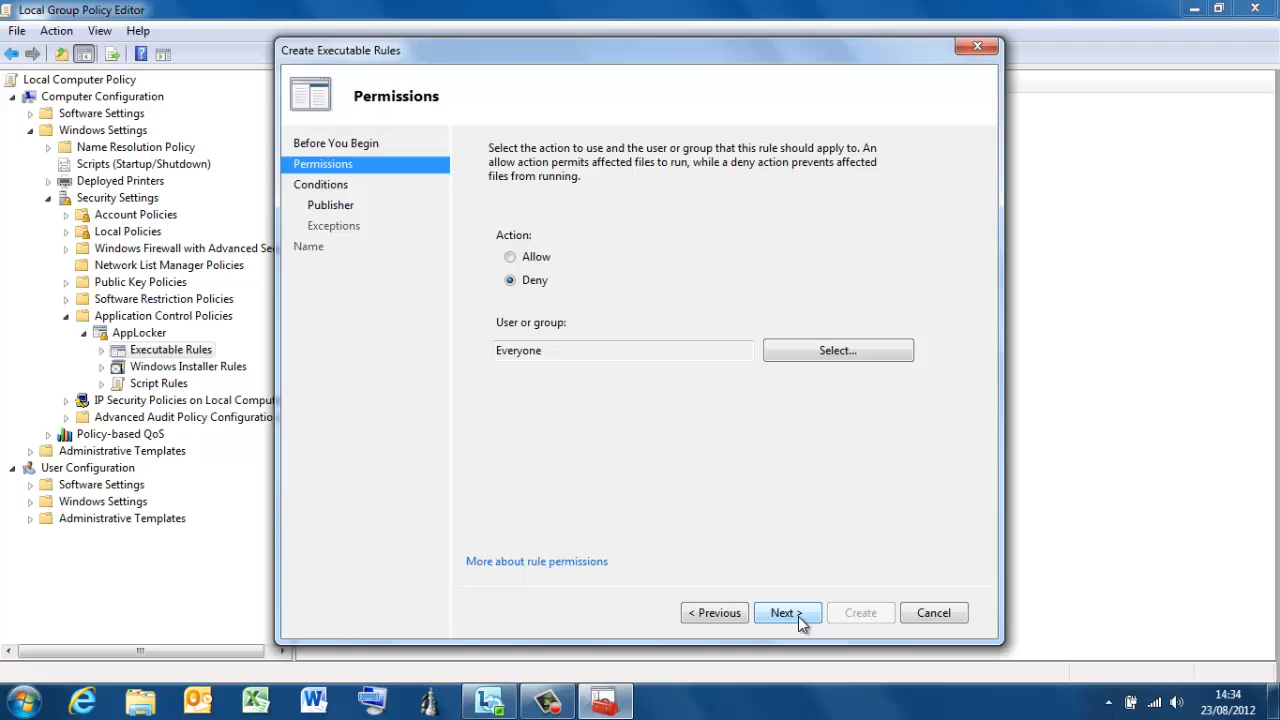 Local Group Policy Editor
File Action View Help
Local Computer Policy
Computer Configuration
Software Settings
Windows Settings
Name Resolution Policy
Scripts (Startup/Shutdown)
Deployed Printers
Security Settings
Account Policies
Local Policies
Windows Firewall with Advanced Se
Network List Manager Policies
Public Key Policies
Software Restriction Policies
Application Control Policies
AppLocker
Executable Rules
Windows Installer Rules
Script Rules
IP Security Policies on Local Comput
Advanced Audit Policy Configuratio
Policy-based QoS
Administrative Templates
User Configuration
Software Settings
Windows Settings
Administrative Templates
Create Executable Rules
Permissions
Before You Begin
Permissions
Conditions
Publisher
Exceptions
Name
Select the action to use and the user or group that this rule should apply to. An
allow action permits affected files to run, while a deny action prevents affected
files from running.
Action:
Allow
Deny
User or group:
Everyone
Select...
More about rule permissions
< Previous Next > Create Cancel
14:34
23/08/2012